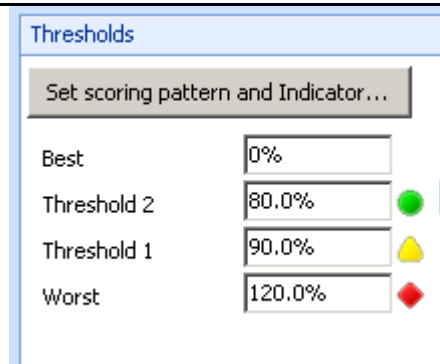 Thresholds
Set scoring pattern and Indicator...
Best 0%
Threshold 2 80.0%
Threshold 1 90.0%
Worst 120.0%